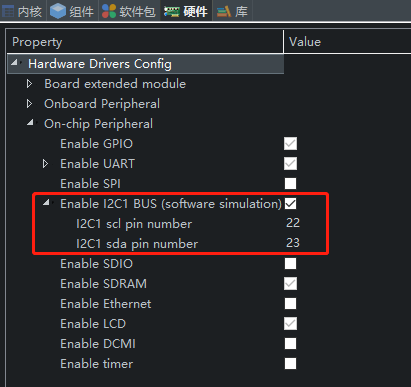 内核 组件 软件包 硬件 库
Property Value
Hardware Drivers Config
Board extended module
Onboard Peripheral
On-chip Peripheral
Enable GPIO
Enable UART
Enable SPI
Enable I2C1 BUS (software simulation)
I2C1 scl pin number 22
I2C1 sda pin number 23
Enable SDIO
Enable SDRAM
Enable Ethernet
Enable LCD
Enable DCMI
Enable timer